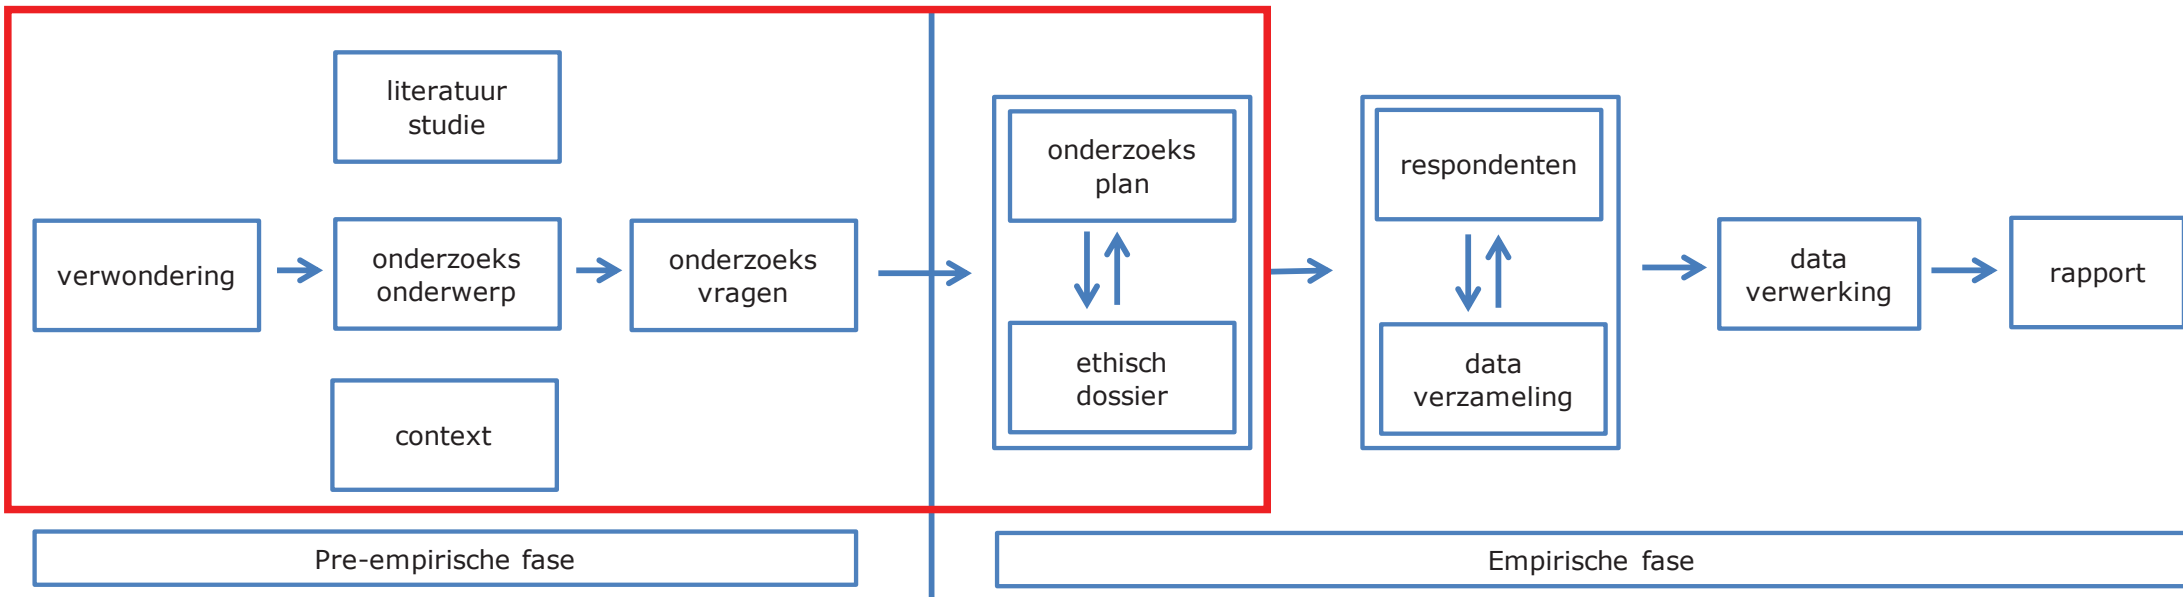 literatuur
studie
verwondering
onderzoeks
onderwerp
onderzoeks
vragen
context
onderzoeks
plan
ethisch
dossier
respondenten
data
verzameling
data
verwerking
rapport
Pre-empirische fase
Empirische fase